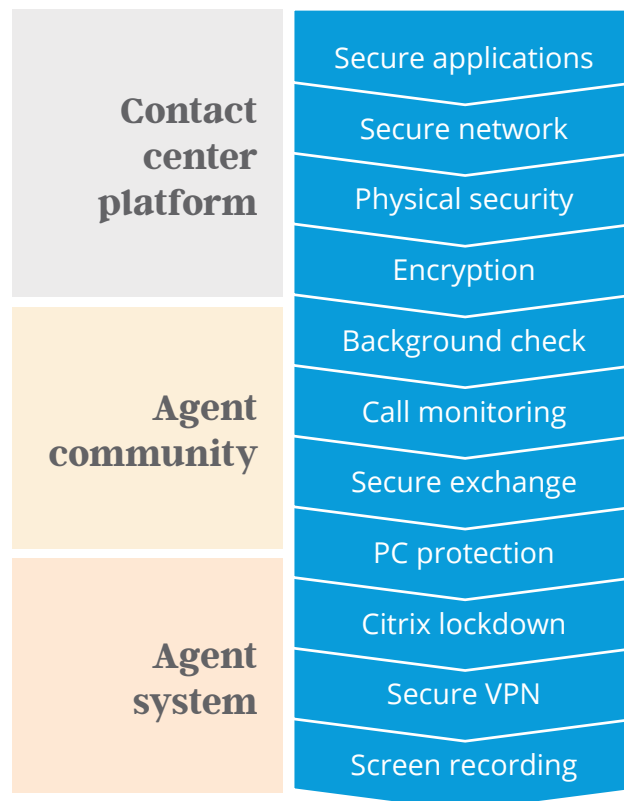 Contact
center
platform
Secure applications
Secure network
Physical security
Encryption
Agent
community
Background check
Call monitoring
Secure exchange
PC protection
Agent
system
Citrix lockdown
Secure VPN
Screen recording